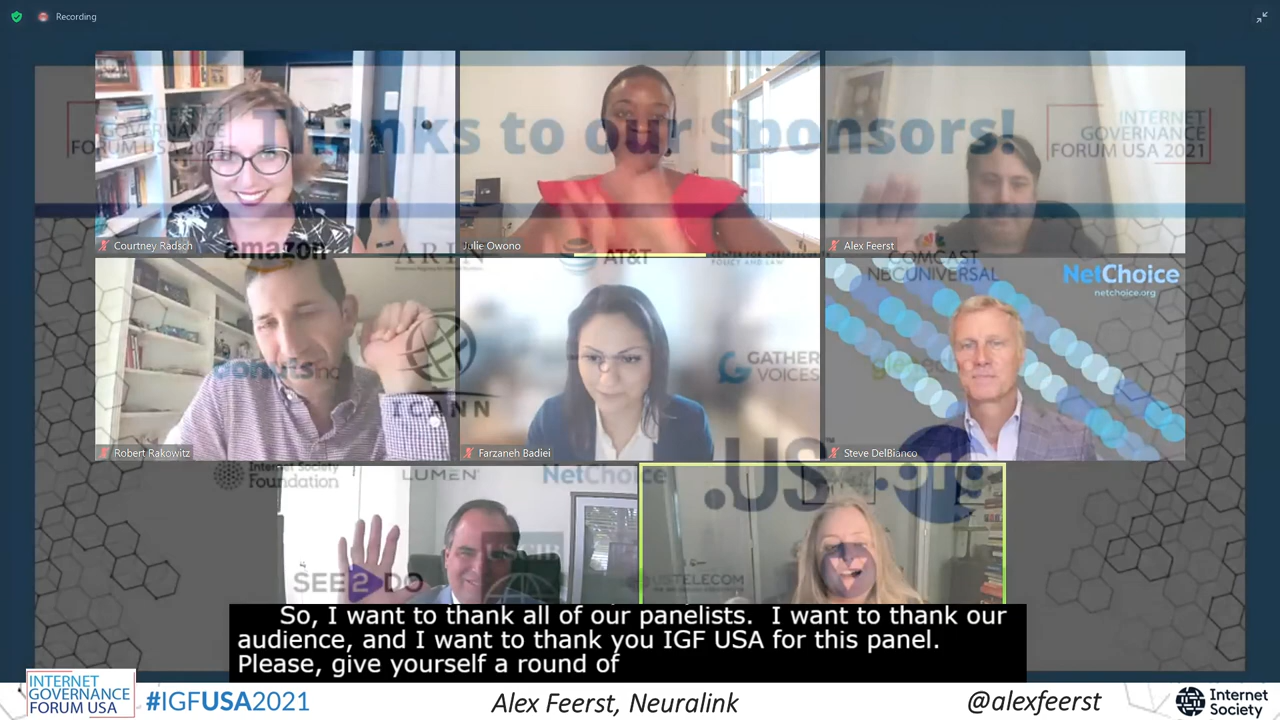 Recording
INTERNET
GOVERNANCE
FORUM USA 2021
Thanks to our Sponsors!
INTERNET
GOVERNANCE
FORUM USA 2021
Courtney Radsch
Julie Owono
Alex Feerst
amazon
ARIN
AT&T
POLICY AND LAW
COMCAST
NBCUNIVERSAL
NetChoice
netchoice.org
donuts inc
ICANN
GATHER
VOICES
Robert Rakowitz
Farzaneh Badiei
Steve DelBianco
Internet Society
Foundation
LUMEN
NetChoice
.US
.org
SEE2DO
USCIB
USTELECOM
So, I want to thank all of our panelists. I want to thank our
audience, and I want to thank you IGF USA for this panel.
Please, give yourself a round of
INTERNET
GOVERNANCE
FORUM USA
#IGFUSA2021
Alex Feerst, Neuralink
@alexfeerst
Internet
Society